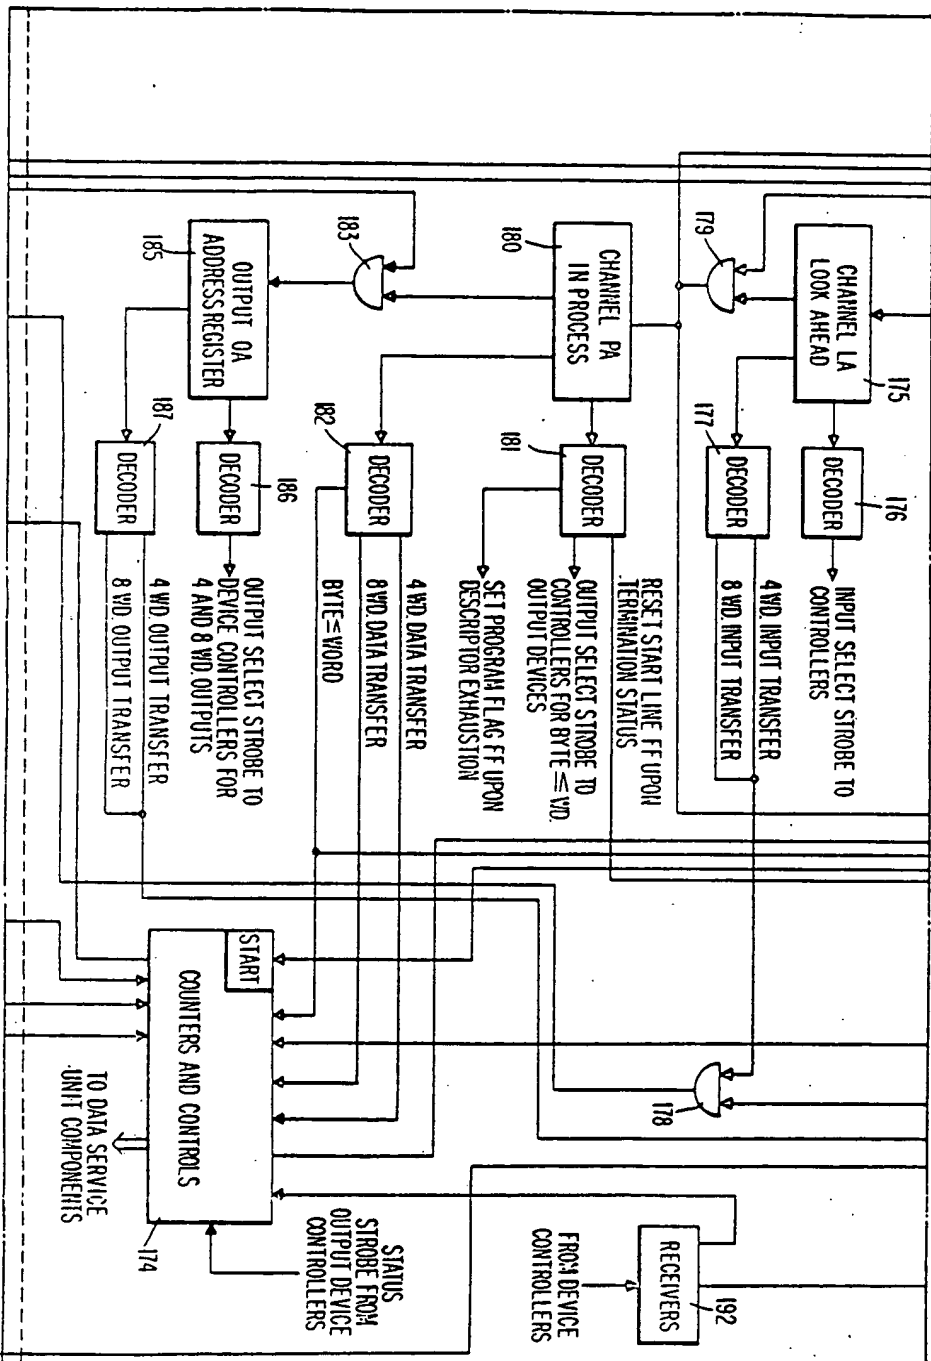 179
CHANNEL LA
LOOK AHEAD
175
177
DECODER
DECODER
176
4 WD. INPUT TRANSFER
8 WD. INPUT TRANSFER
INPUT SELECT STROBE TO
CONTROLLERS
178
180
CHANNEL PA
IN PROCESS
181
DECODER
RESET START LINE FF UPON
TERMINATION STATUS
OUTPUT SELECT STROBE TO
CONTROLLERS FOR BYTE ≤ WD.
OUTPUT DEVICES
SET PROGRAM FLAG FF UPON
DESCRIPTOR EXHAUSTION
183
182
DECODER
4 WD. DATA TRANSFER
8 WD. DATA TRANSFER
BYTE ≤ WORD
185
OUTPUT OA
ADDRESS REGISTER
DECODER
186
OUTPUT SELECT STROBE TO
DEVICE CONTROLLERS FOR
4 AND 8 WD. OUTPUTS
187
DECODER
4 WD. OUTPUT TRANSFER
8 WD. OUTPUT TRANSFER
START
COUNTERS AND CONTROLS
174
TO DATA SERVICE
UNIT COMPONENTS
STATUS
STROBE FROM
OUTPUT DEVICE
CONTROLLERS
FROM DEVICE
CONTROLLERS
RECEIVERS
192